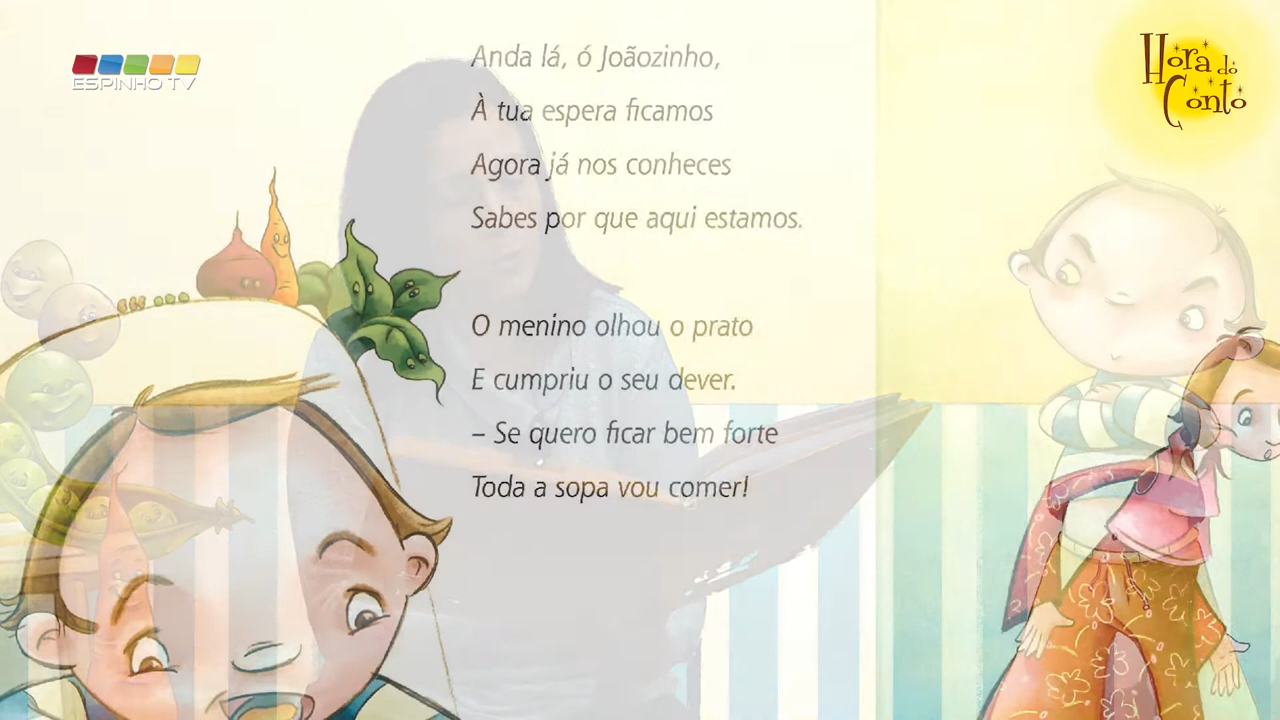 ESPINHO TV
Hora do
Conto
Anda lá, ó Joãozinho,
À tua espera ficamos
Agora já nos conheces
Sabes por que aqui estamos.
O menino olhou o prato
E cumpriu o seu dever.
– Se quero ficar bem forte
Toda a sopa vou comer!